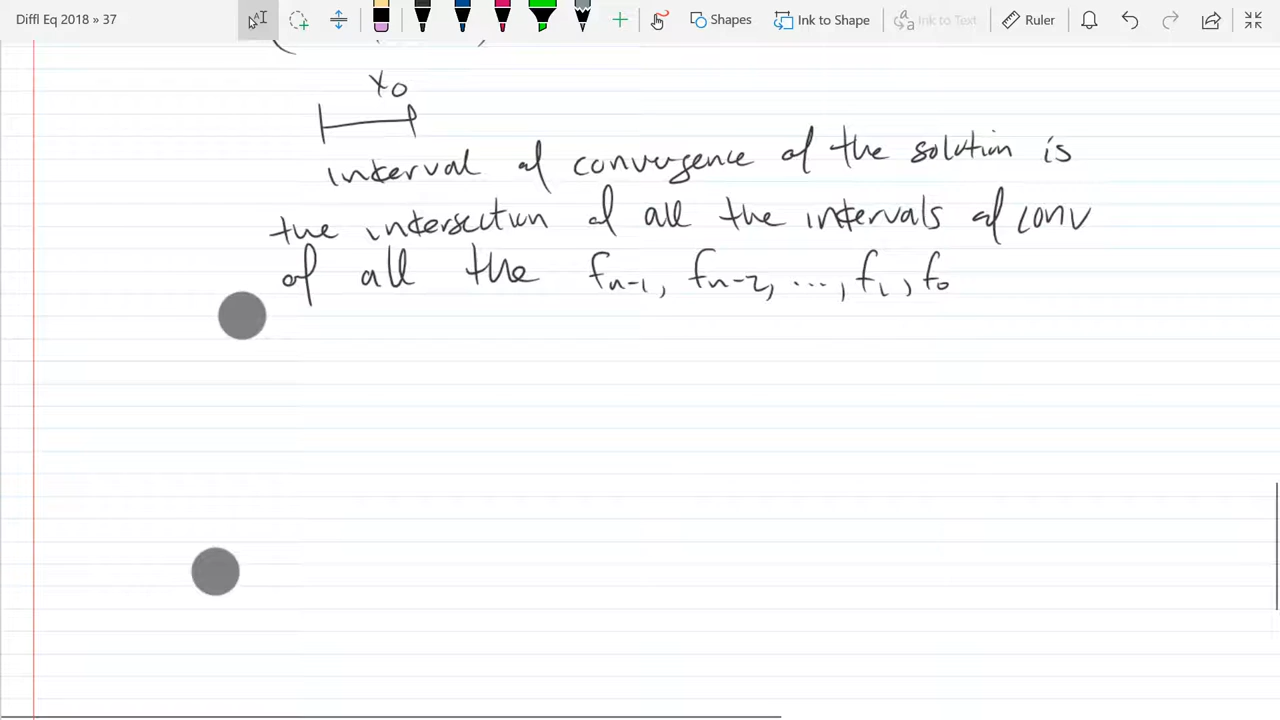 Diffl Eq 2018 » 37
Shapes
Ink to Shape
Ink to Text
Ruler
x₀
interval of convergence of the solution is
the intersection of all the intervals of conv
of all the fₙ₋₁, fₙ₋₂, ..., f₁, f₀